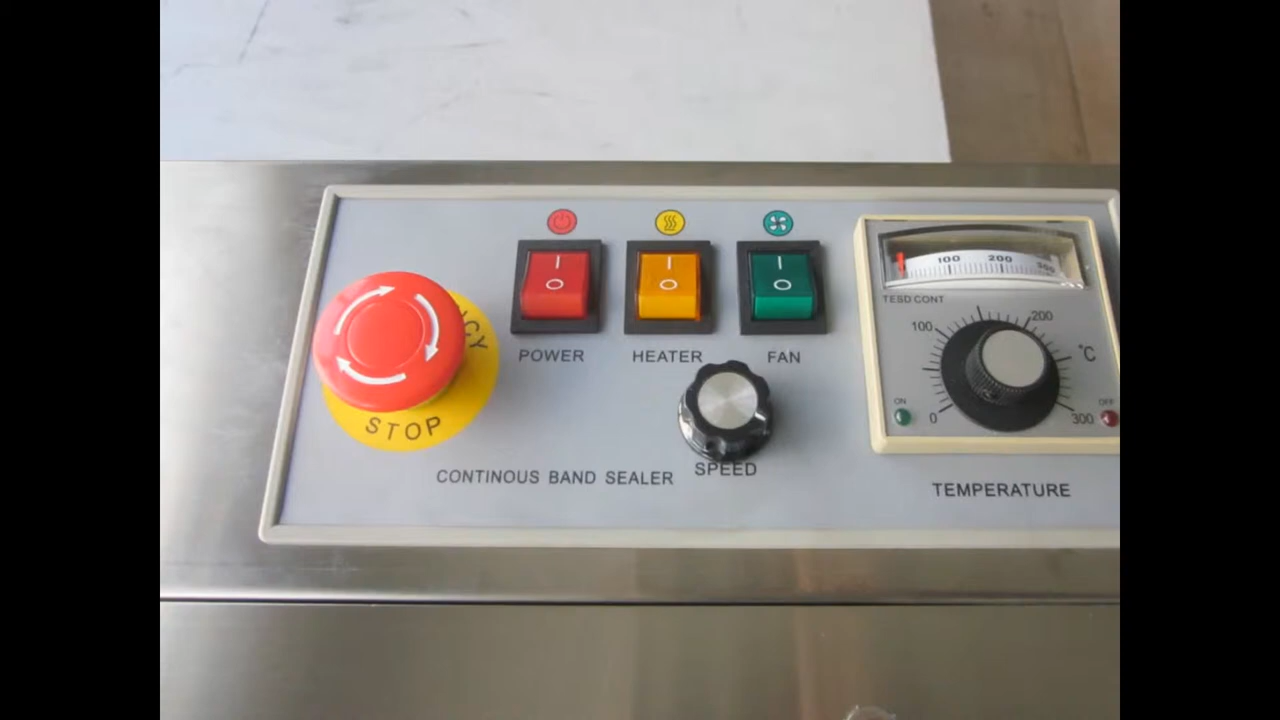 100 200 300
TESD CONT
POWER
HEATER
FAN
STOP
100
200
°C
ON
OFF
0
300
SPEED
CONTINOUS BAND SEALER
TEMPERATURE